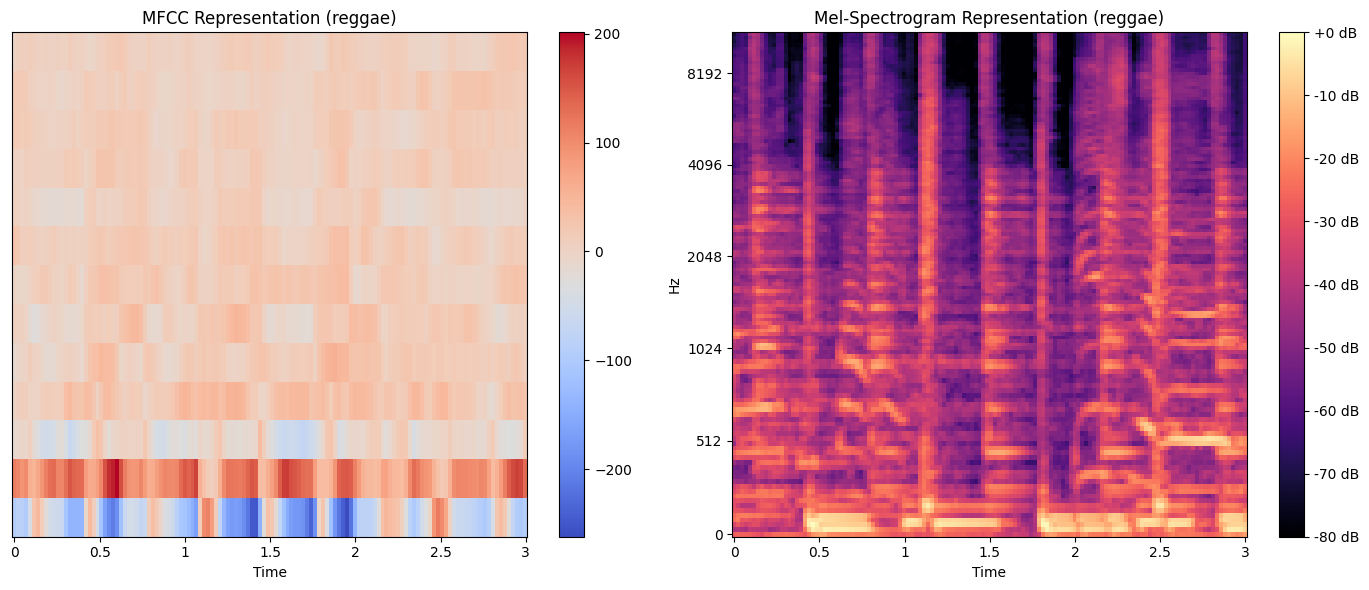 MFCC Representation (reggae)
0
0.5
1
1.5
2
2.5
3
Time
200
100
0
−100
−200
Mel-Spectrogram Representation (reggae)
8192
4096
2048
1024
512
0
Hz
0
0.5
1
1.5
2
2.5
3
Time
+0 dB
-10 dB
-20 dB
-30 dB
-40 dB
-50 dB
-60 dB
-70 dB
-80 dB